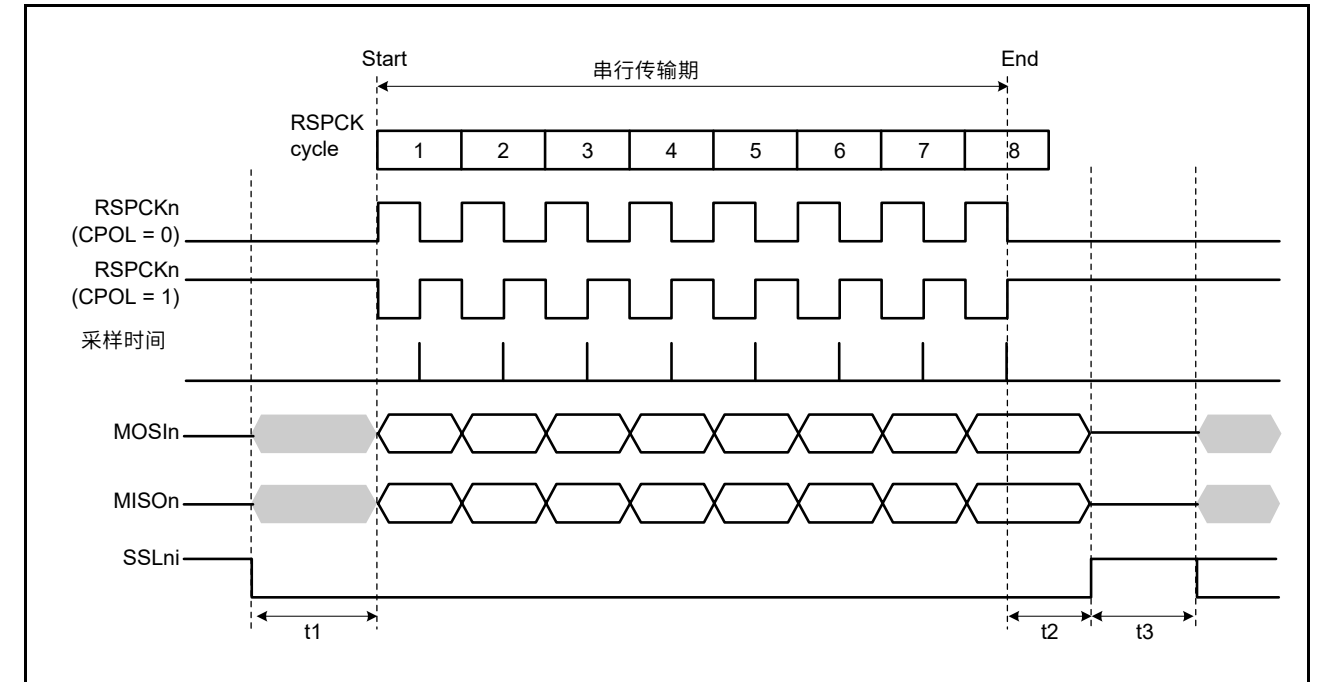 Start
串行传输期
End
RSPCK
cycle
1 2 3 4 5 6 7 8
RSPCKn
(CPOL = 0)
RSPCKn
(CPOL = 1)
采样时间
MOSIn
MISOn
SSLni
t1
t2
t3